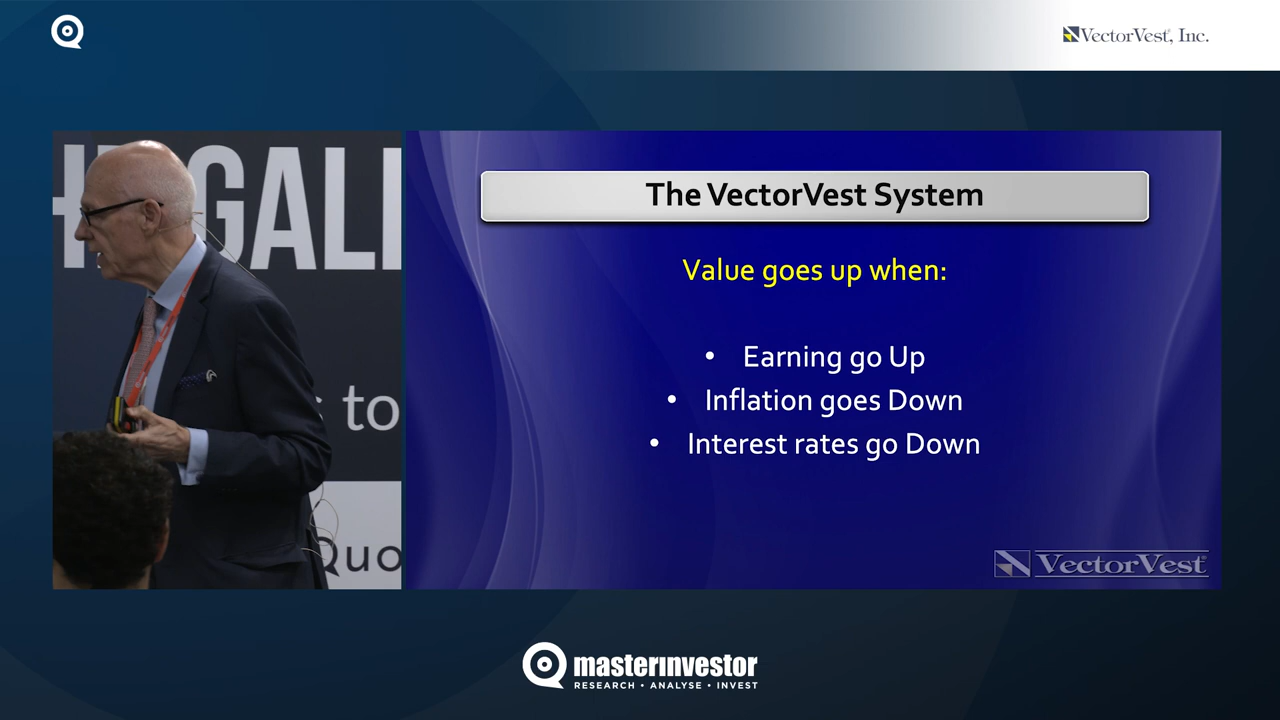 VectorVest, Inc.
GALL
to
Quo
The VectorVest System
Value goes up when:
• Earning go Up
• Inflation goes Down
• Interest rates go Down
VectorVest
masterinvestor
RESEARCH • ANALYSE • INVEST